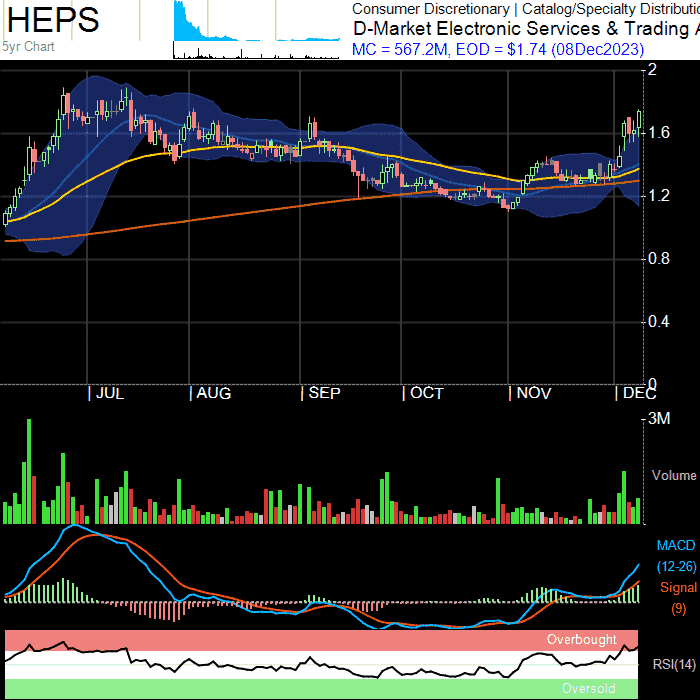 HEPS
5yr Chart
Consumer Discretionary | Catalog/Specialty Distributio
D-Market Electronic Services & Trading A
MC = 567.2M, EOD = $1.74 (08Dec2023)
2
1.6
1.2
0.8
0.4
0
| JUL | AUG | SEP | OCT | NOV | DEC
3M
Volume
MACD
(12-26)
Signal
(9)
Overbought
RSI(14)
Oversold